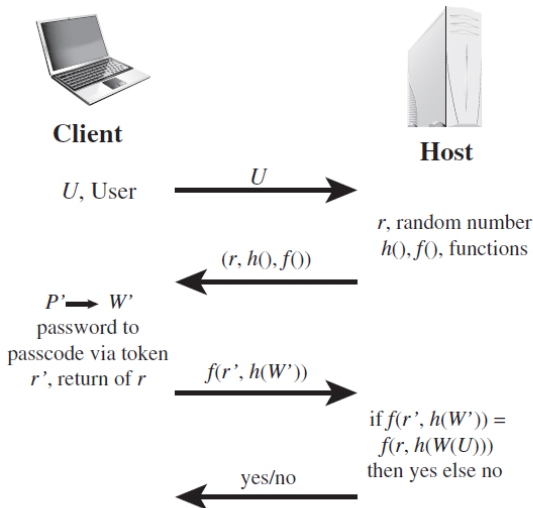 Client
Host
U, User
U
r, random number
h(), f(), functions
(r, h(), f())
P’ → W’
password to
passcode via token
r’, return of r
f(r’, h(W’))
if f(r’, h(W’)) =
f(r, h(W(U)))
then yes else no
yes/no